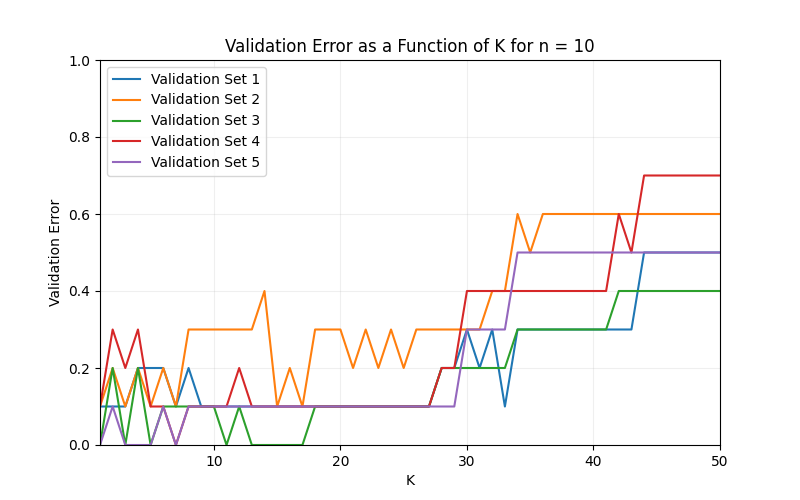 Validation Error as a Function of K for n = 10
Validation Error
1.0
0.8
0.6
0.4
0.2
0.0
Validation Set 1
Validation Set 2
Validation Set 3
Validation Set 4
Validation Set 5
10 20 30 40 50
K